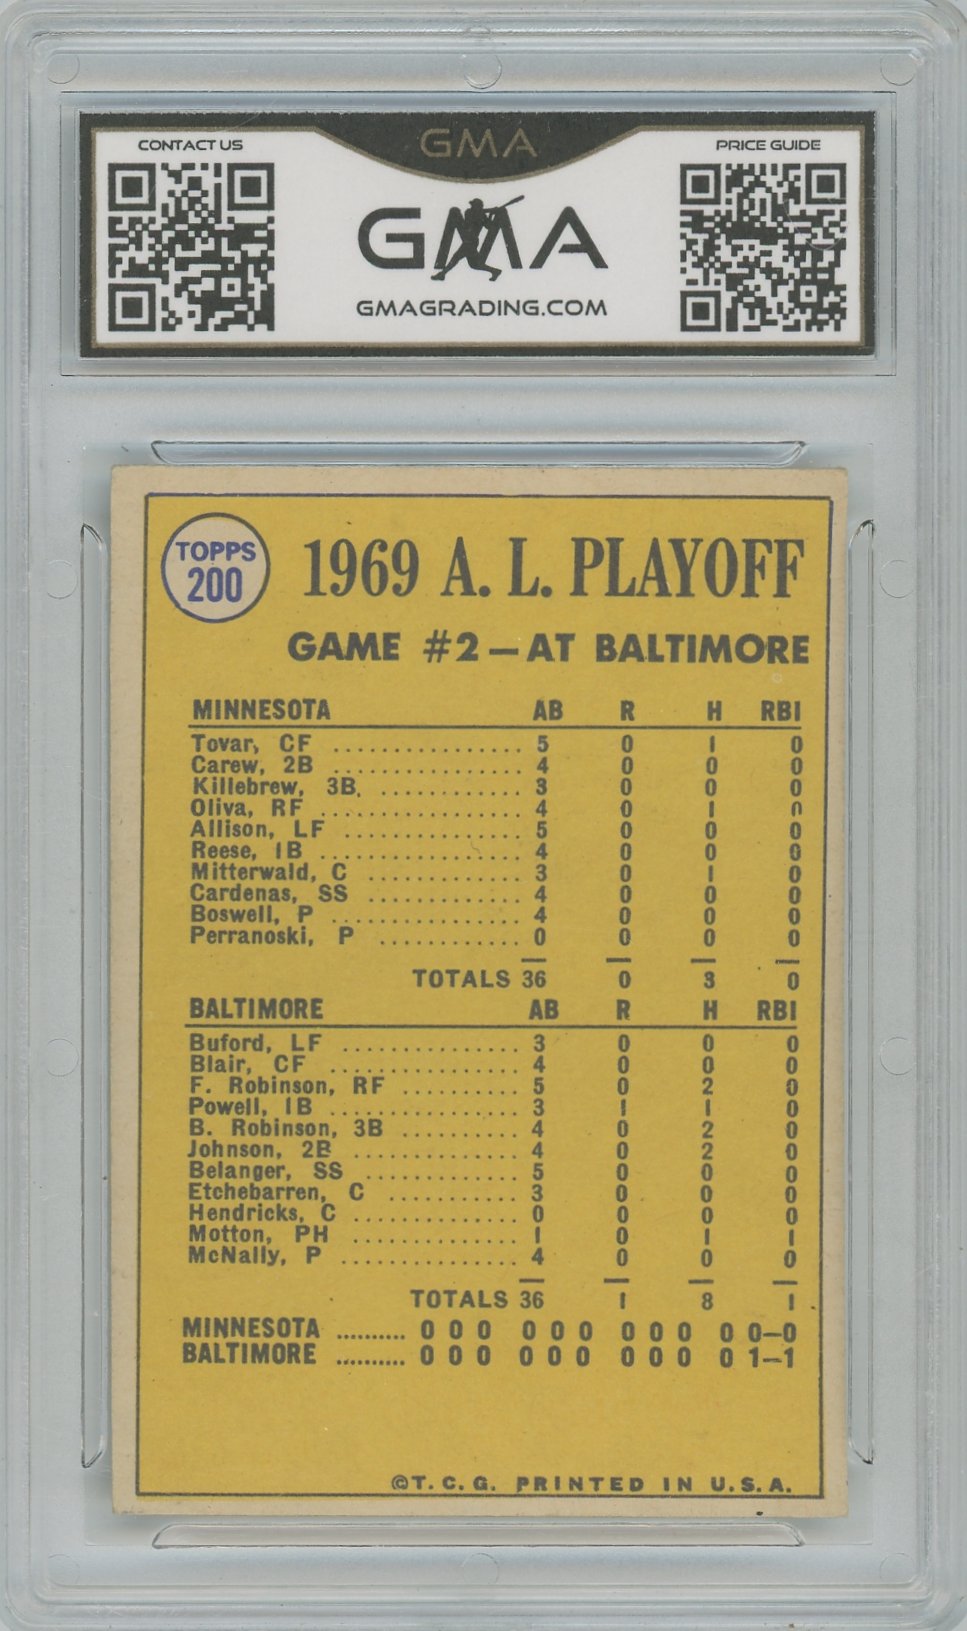 GMA
CONTACT US
PRICE GUIDE
GMA
GMAGRADING.COM
TOPPS
200
1969 A. L. PLAYOFF
GAME #2 — AT BALTIMORE
MINNESOTA AB R H RBI
Tovar, CF ................ 5 0 1 0
Carew, 2B .............. 4 0 0 0
Killebrew, 3B. ............ 3 0 0 0
Oliva, RF ................ 4 0 1 0
Allison, LF .............. 5 0 0 0
Reese, 1B ................ 4 0 0 0
Mitterwald, C ............. 3 0 1 0
Cardenas, SS ............. 4 0 0 0
Boswell, P ............... 4 0 0 0
Perranoski, P ............ 0 0 0 0
TOTALS 36 0 3 0
BALTIMORE AB R H RBI
Buford, LF .............. 3 0 0 0
Blair, CF ................ 4 0 0 0
F. Robinson, RF .......... 5 0 2 0
Powell, 1B ............... 3 1 1 0
B. Robinson, 3B .......... 4 0 2 0
Johnson, 2B .............. 4 0 2 0
Belanger, SS ............. 5 0 0 0
Etchebarren, C ........... 3 0 0 0
Hendricks, C ............. 0 0 0 0
Motton, PH .............. 1 0 1 1
McNally, P ............... 4 0 0 0
TOTALS 36 1 8 1
MINNESOTA .......... 0 0 0 0 0 0 0 0 0 0 0—0
BALTIMORE .......... 0 0 0 0 0 0 0 0 0 0 1—1
©T. C. G. PRINTED IN U. S. A.